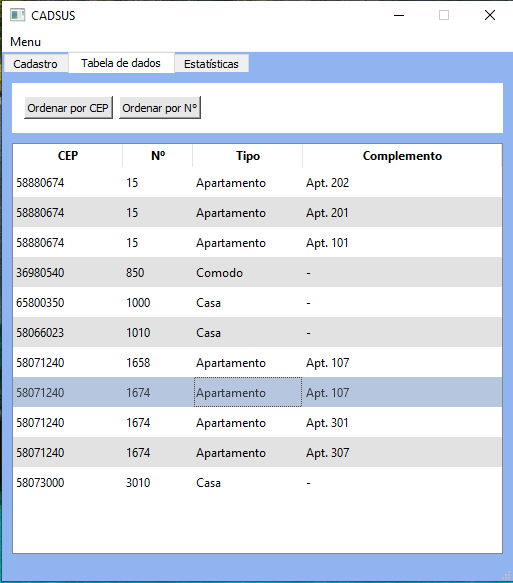 CADSUS
Menu
Cadastro Tabela de dados Estatísticas
Ordenar por CEP Ordenar por Nº
CEP Nº Tipo Complemento
58880674 15 Apartamento Apt. 202
58880674 15 Apartamento Apt. 201
58880674 15 Apartamento Apt. 101
36980540 850 Comodo -
65800350 1000 Casa -
58066023 1010 Casa -
58071240 1658 Apartamento Apt. 107
58071240 1674 Apartamento Apt. 107
58071240 1674 Apartamento Apt. 301
58071240 1674 Apartamento Apt. 307
58073000 3010 Casa -